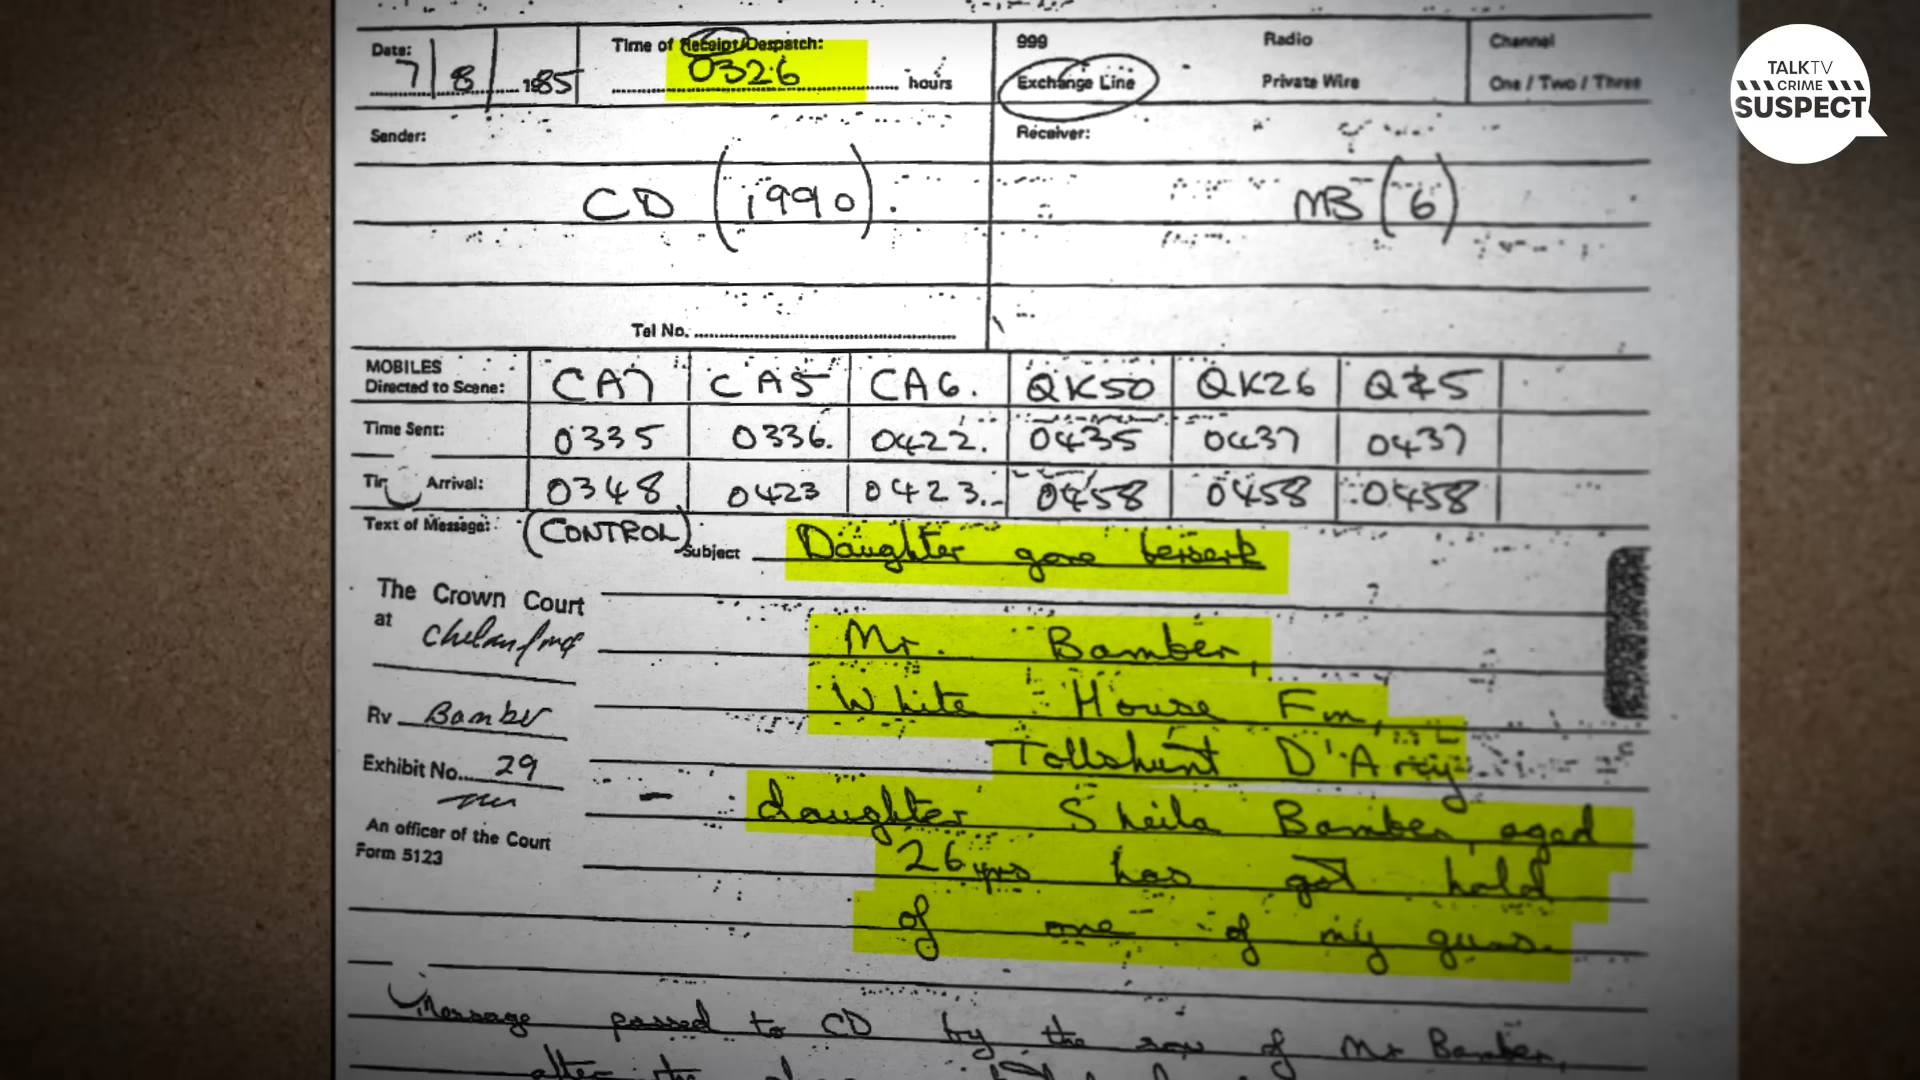 Date: 7/8/1985
Time of Receipt/Despatch: 0326 hours
999 Radio Channel
Exchange Line Private Wire One / Two / Three
TALKTV
CRIME
SUSPECT
Sender: Receiver:
CD (1990). MB (6)
Tel No.
MOBILES
Directed to Scene: CA7 CA5 CA6. QK50 QK26 QZ5
Time Sent: 0335 0336. 0422. 0435 0437 0437
Arrival: 0348 0423 0423. 0458 0458 0458
Text of Message: (CONTROL) Subject Daughter gone berserk
The Crown Court
at Chelmsford
Mr. Bamber,
White House Fm,
Rv Bamber
Tollshunt D'Arcy
Exhibit No. 29
- daughter Sheila Bamber, aged
An officer of the Court
Form 5123
26 yrs has got hold
of one of my guns.
Message passed to CD by the son of Mr Bamber,
after the